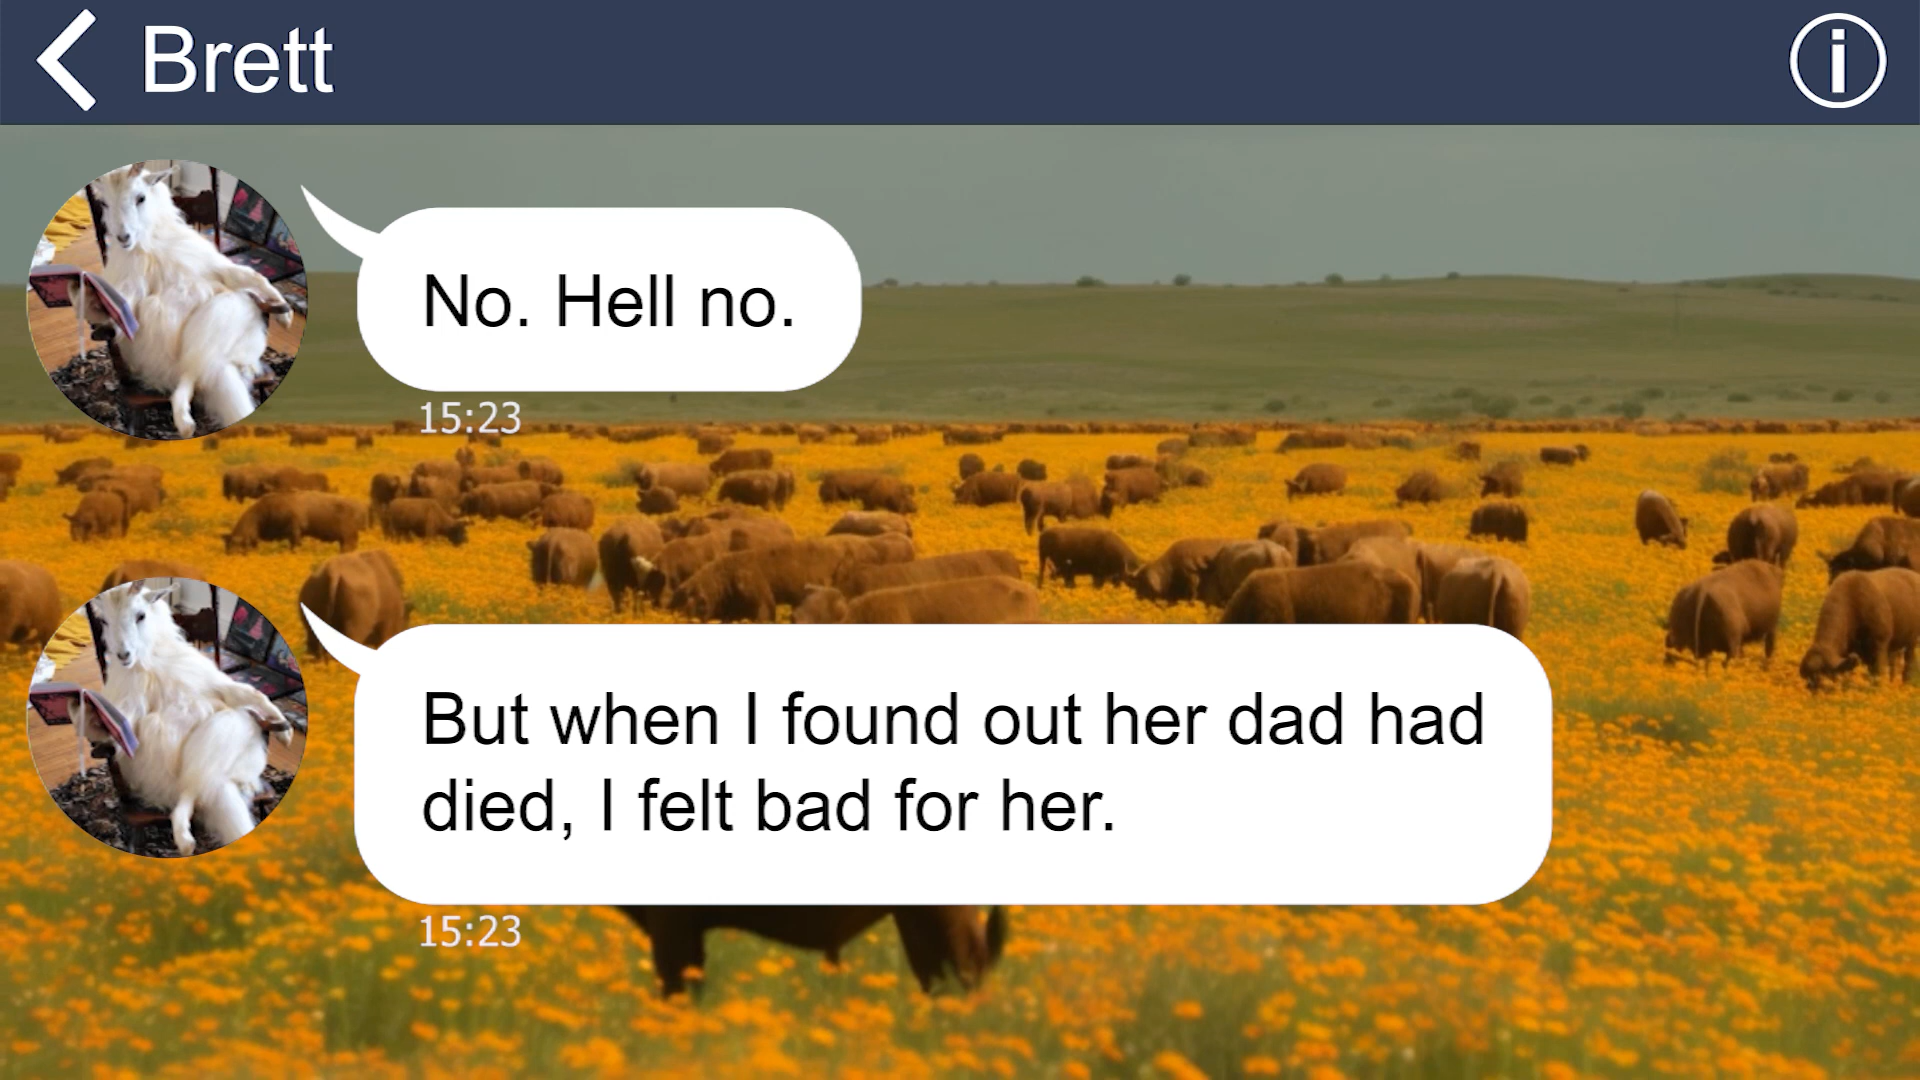 Brett
No. Hell no.
15:23
But when I found out her dad had
died, I felt bad for her.
15:23